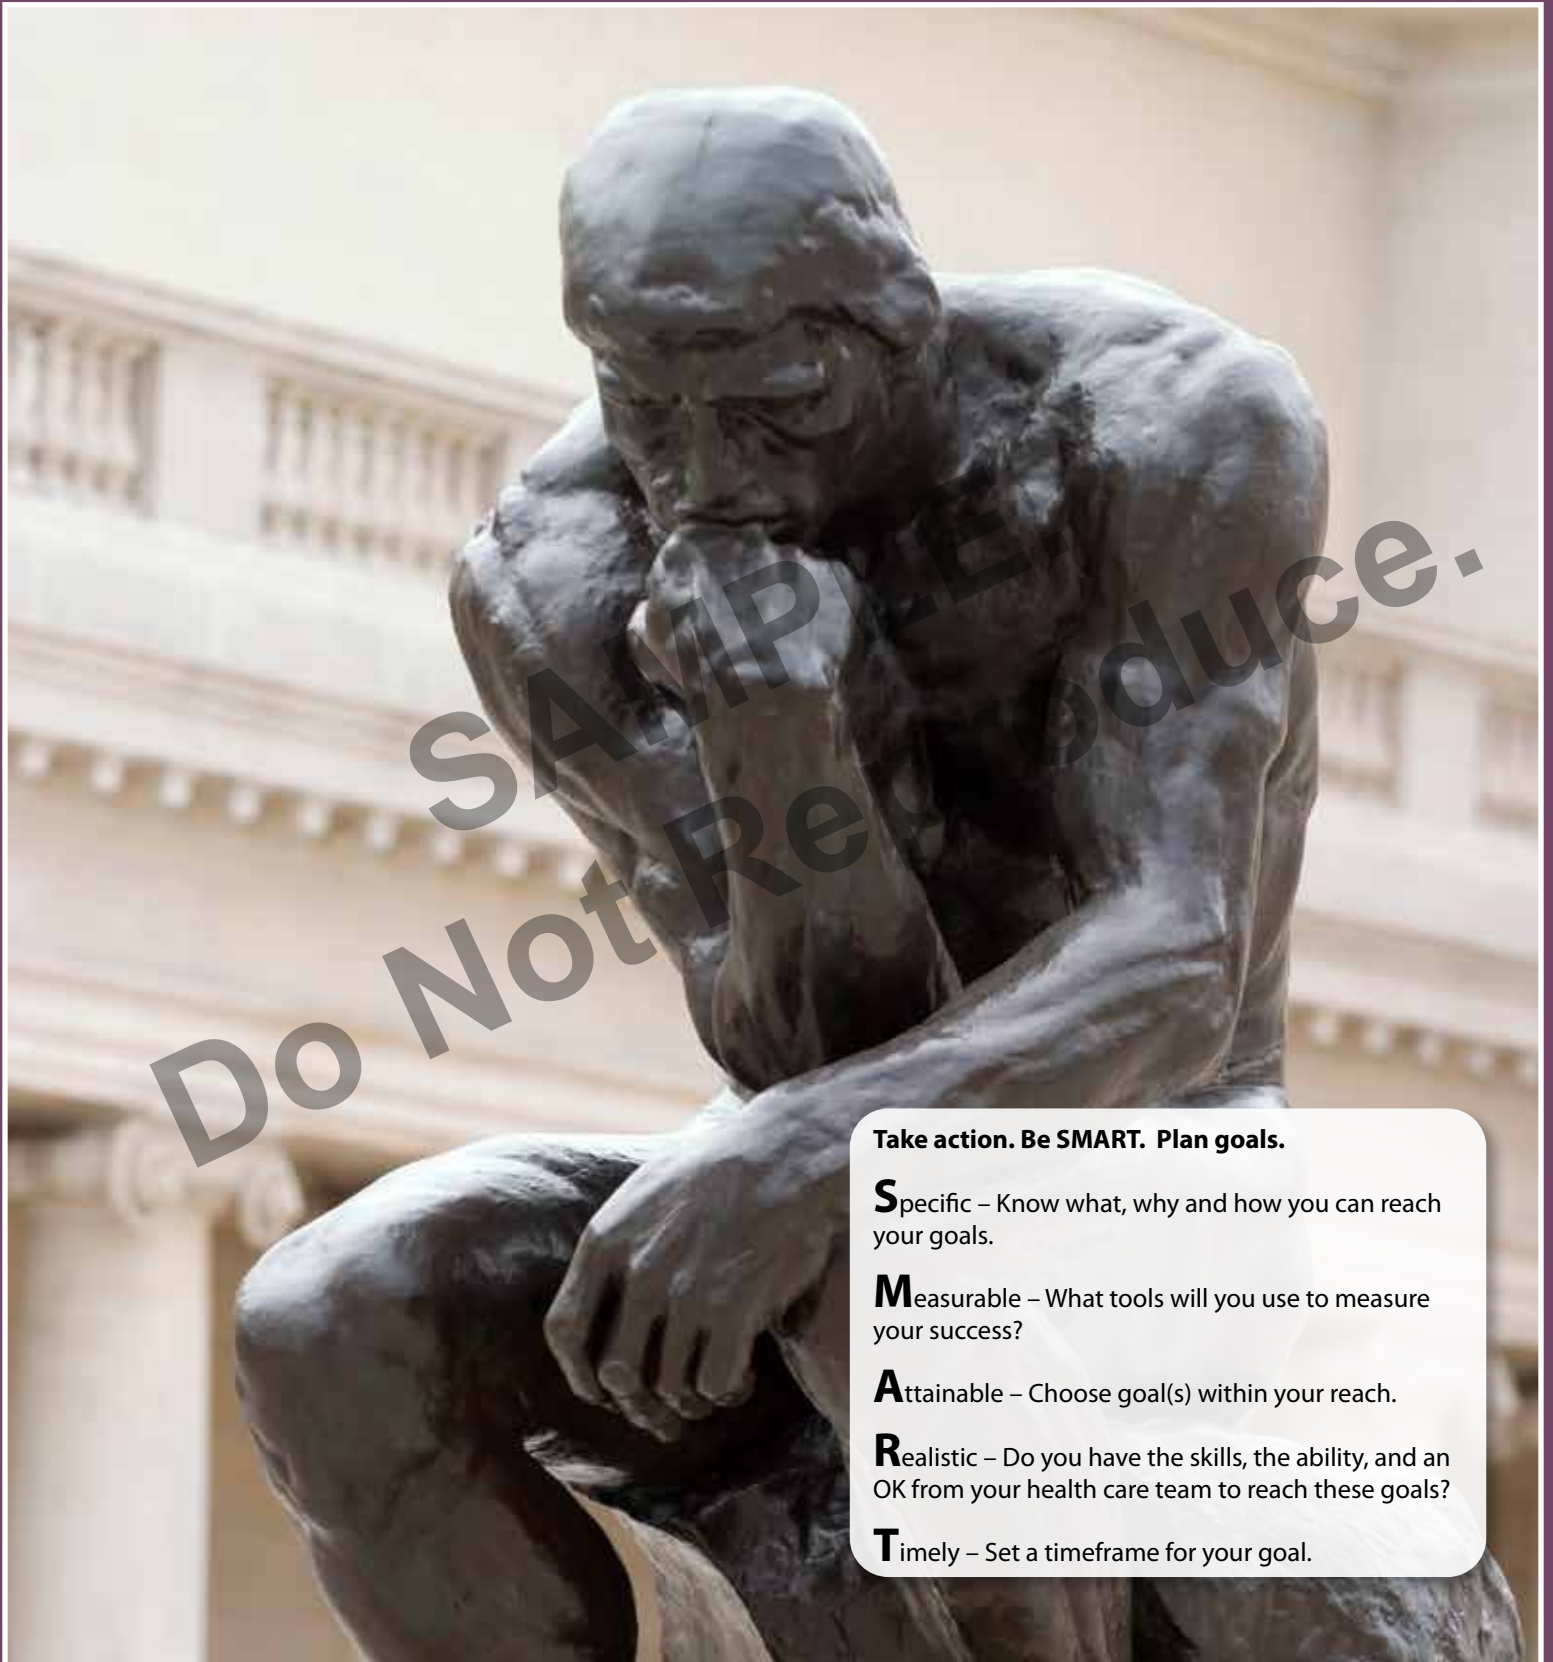 SAMPLE.
Do Not Reproduce.
Take action. Be SMART.  Plan goals.
Specific – Know what, why and how you can reach
your goals.
Measurable – What tools will you use to measure
your success?
Attainable – Choose goal(s) within your reach.
Realistic – Do you have the skills, the ability, and an
OK from your health care team to reach these goals?
Timely – Set a timeframe for your goal.